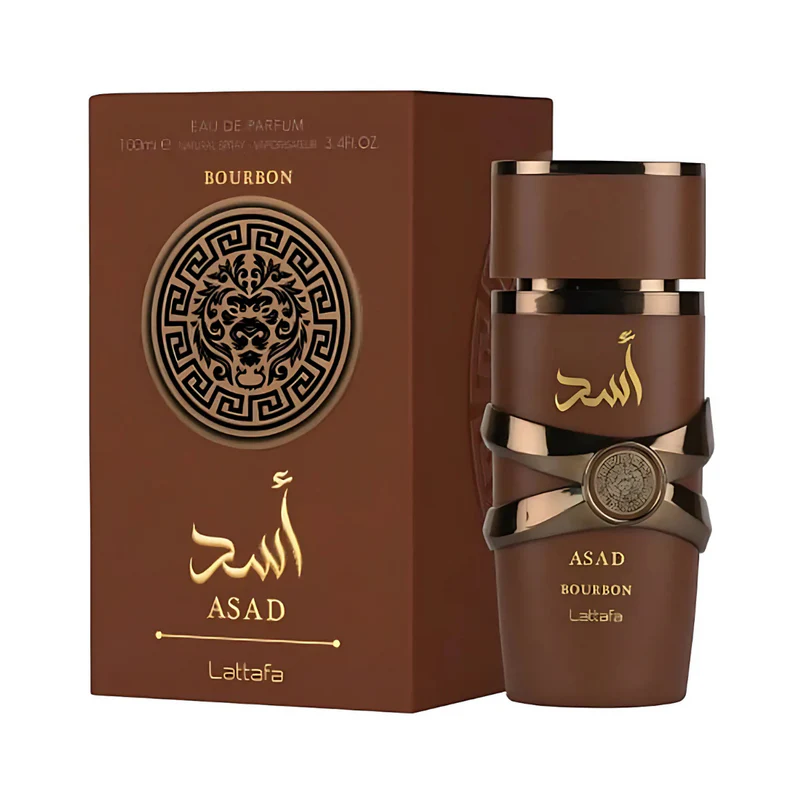 EAU DE PARFUM
100ml e NATURAL SPRAY - VAPORISATEUR 3.4FL.OZ.
BOURBON
أسد
ASAD
Lattafa
أسد
ASAD
BOURBON
Lattafa